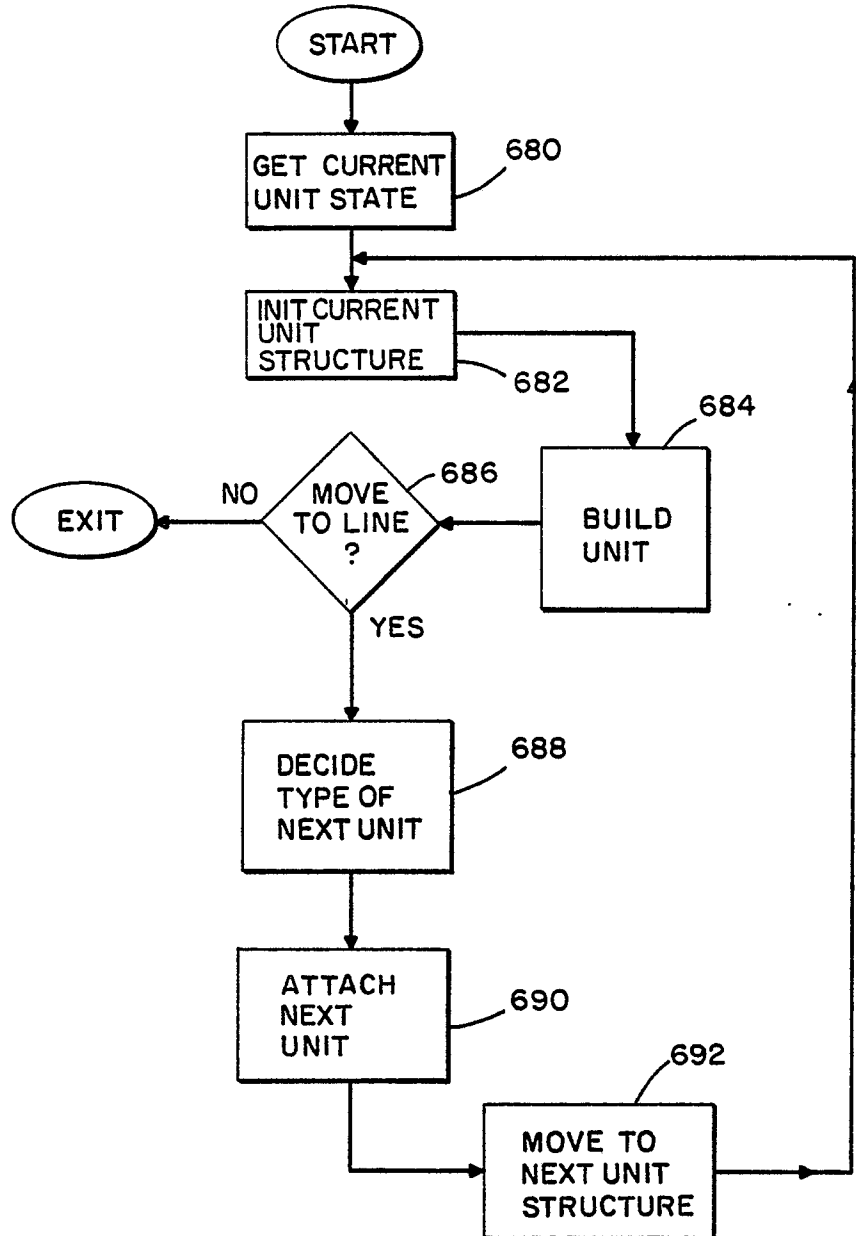 START
GET CURRENT
UNIT STATE
680
INIT CURRENT
UNIT
STRUCTURE
682
684
BUILD
UNIT
686
MOVE
TO LINE
?
NO
EXIT
YES
688
DECIDE
TYPE OF
NEXT UNIT
690
ATTACH
NEXT
UNIT
692
MOVE TO
NEXT UNIT
STRUCTURE